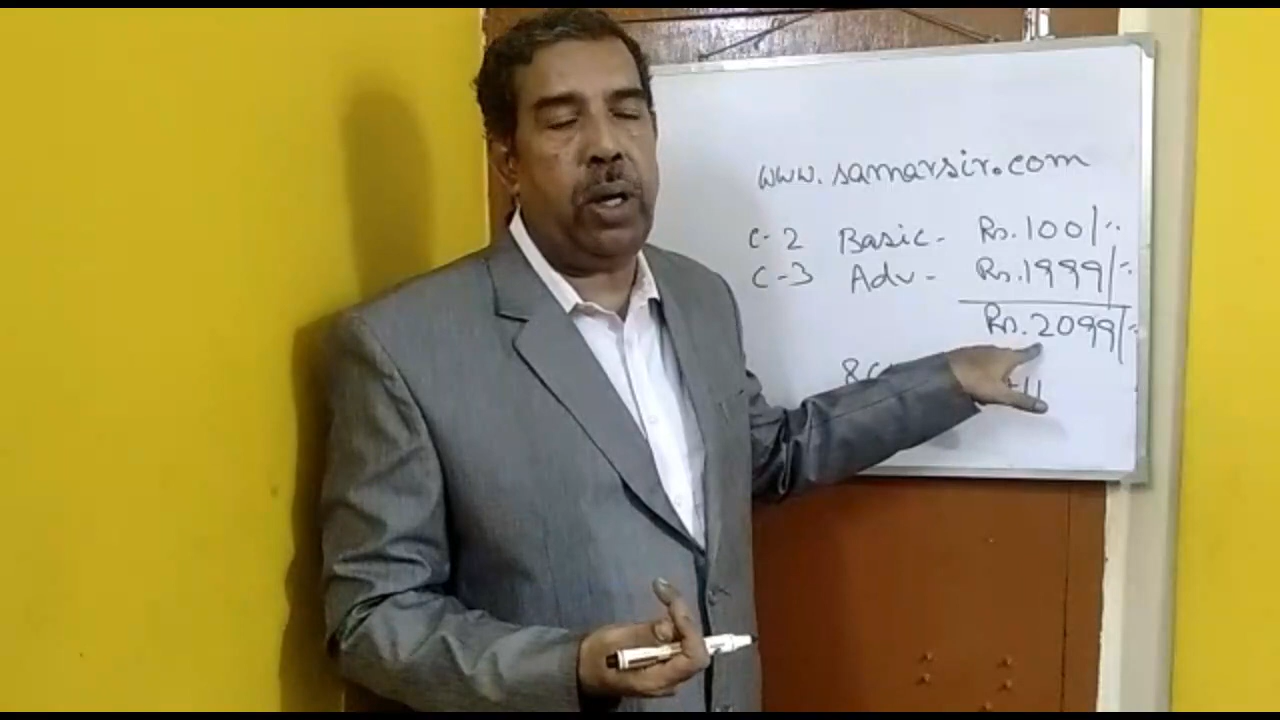 www.samarsir.com
C-2 Basic- Rs.100/-
C-3 Adv- Rs.1999/-
Rs.2099/-